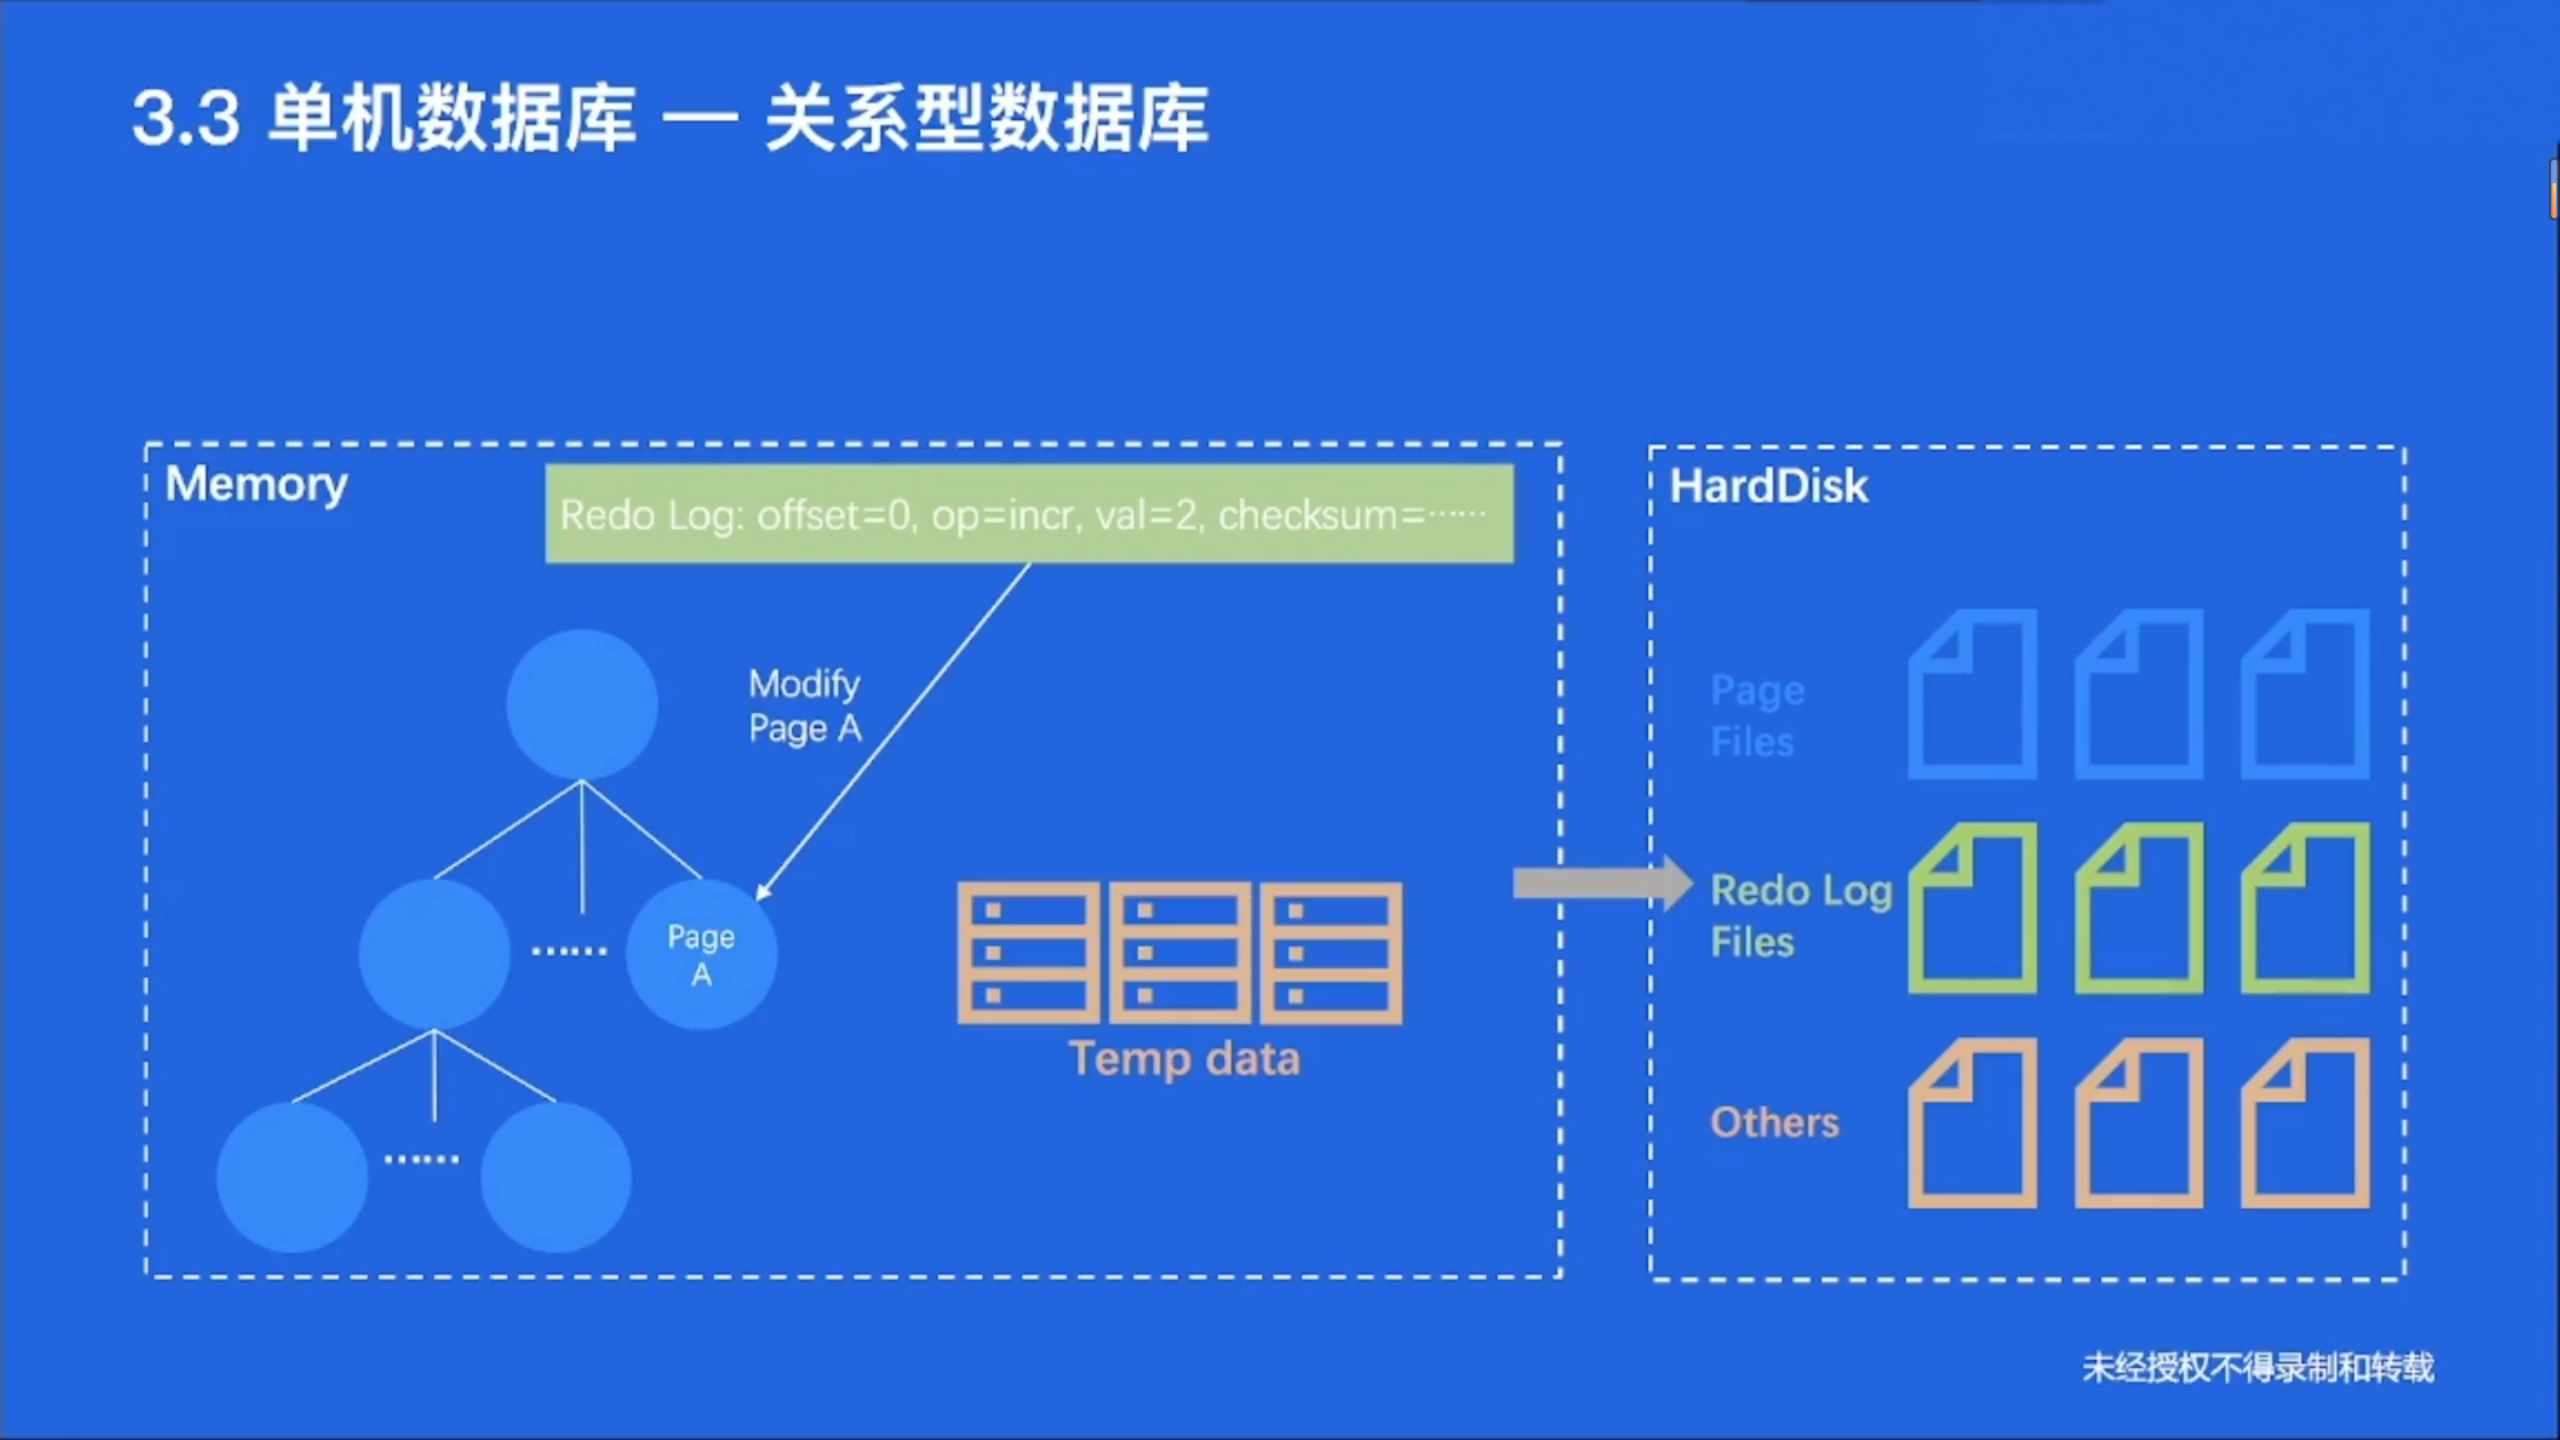 3.3 单机数据库 — 关系型数据库
Memory
Redo Log: offset=0, op=incr, val=2, checksum=······
Modify
Page A
······
Page
A
······
Temp data
HardDisk
Page
Files
Redo Log
Files
Others
未经授权不得录制和转载